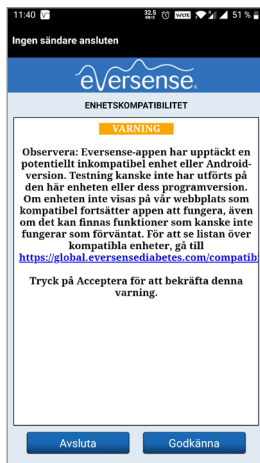 11:40 32.5 KB/S VoLTE 51 %
Ingen sändare ansluten
eversense.
ENHETSKOMPATIBILITET
VARNING
Observera: Eversense-appen har upptäckt en
potentiellt inkompatibel enhet eller Android-
version. Testning kanske inte har utförts på
den här enheten eller dess programversion.
Om enheten inte visas på vår webbplats som
kompatibel fortsätter appen att fungera, även
om det kan finnas funktioner som kanske inte
fungerar som förväntat. För att se listan över
kompatibla enheter, gå till
https://global.eversensediabetes.com/compatib
Tryck på Acceptera för att bekräfta denna
varning.
Avsluta Godkänna